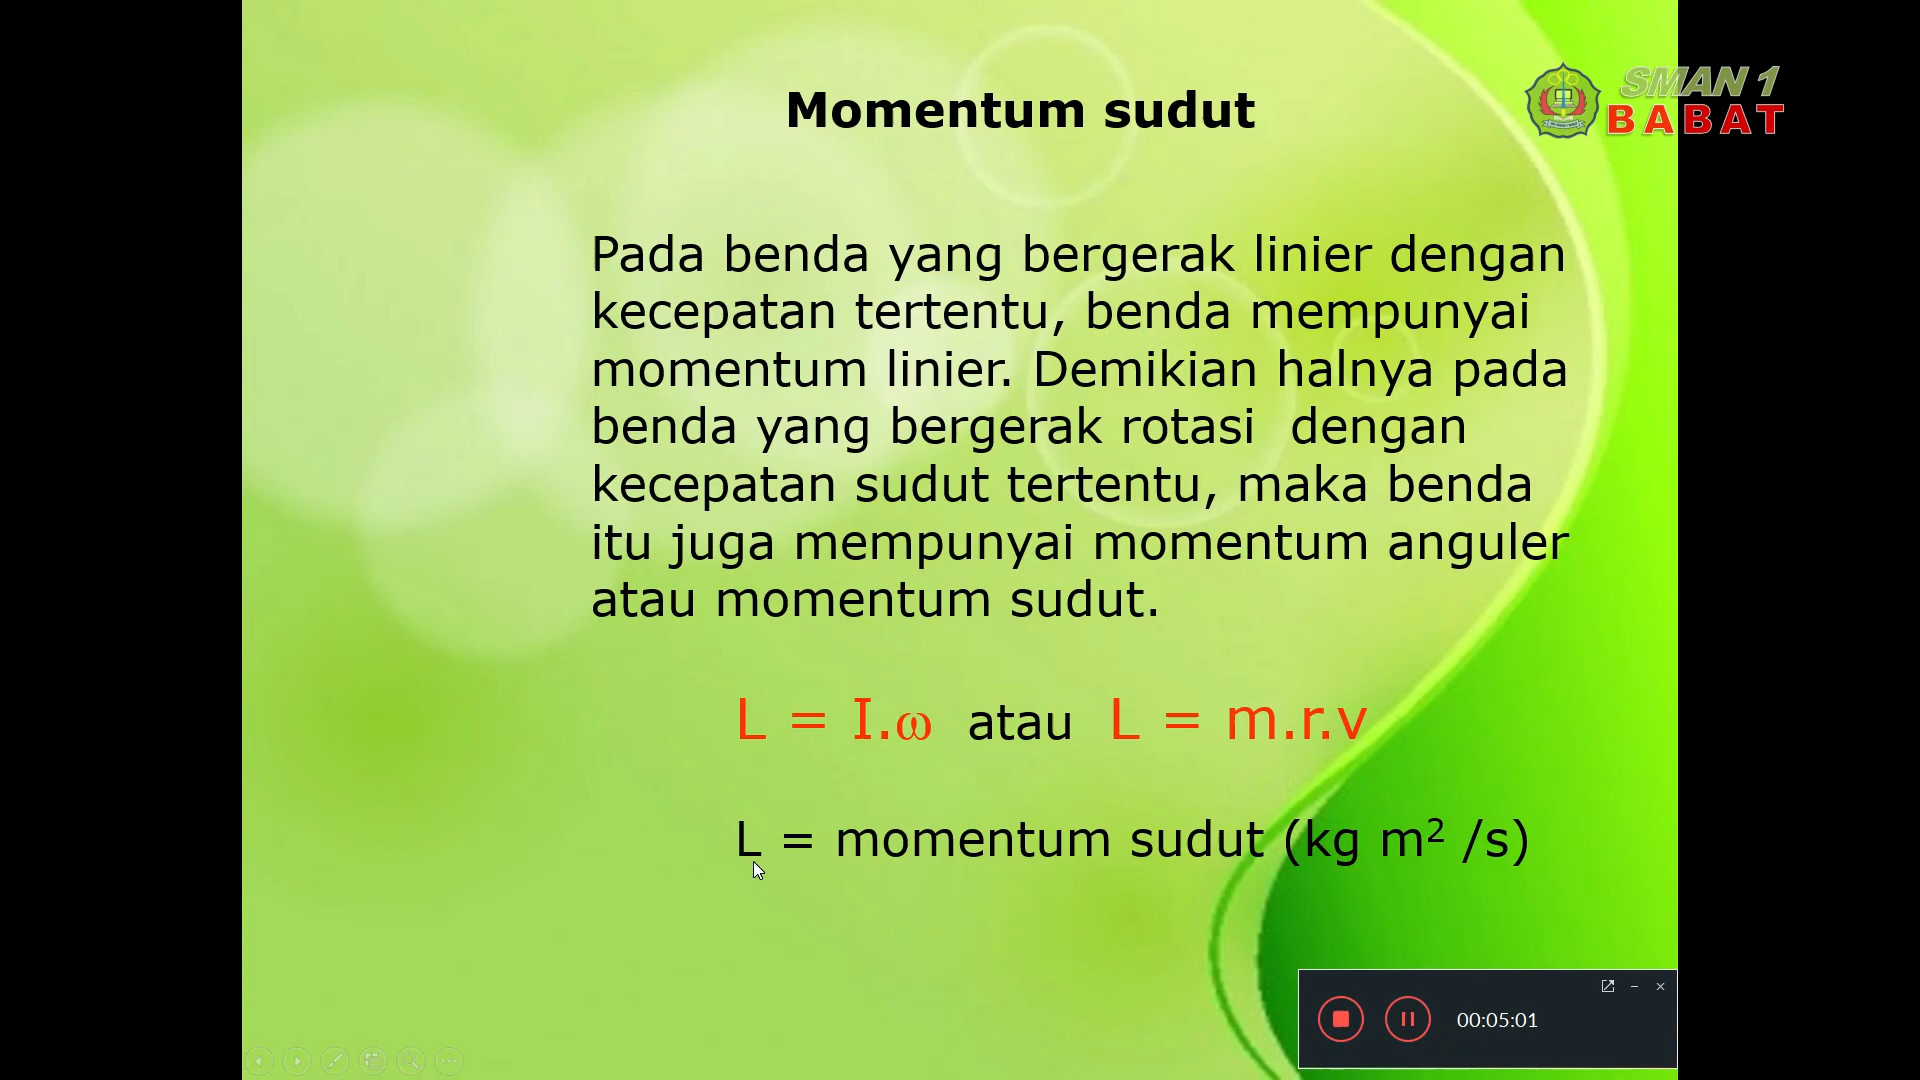 Momentum sudut
SMAN 1
BABAT
Pada benda yang bergerak linier dengan
kecepatan tertentu, benda mempunyai
momentum linier. Demikian halnya pada
benda yang bergerak rotasi  dengan
kecepatan sudut tertentu, maka benda
itu juga mempunyai momentum anguler
atau momentum sudut.
L = I.ω atau L = m.r.v
L = momentum sudut (kg m² /s)
00:05:01